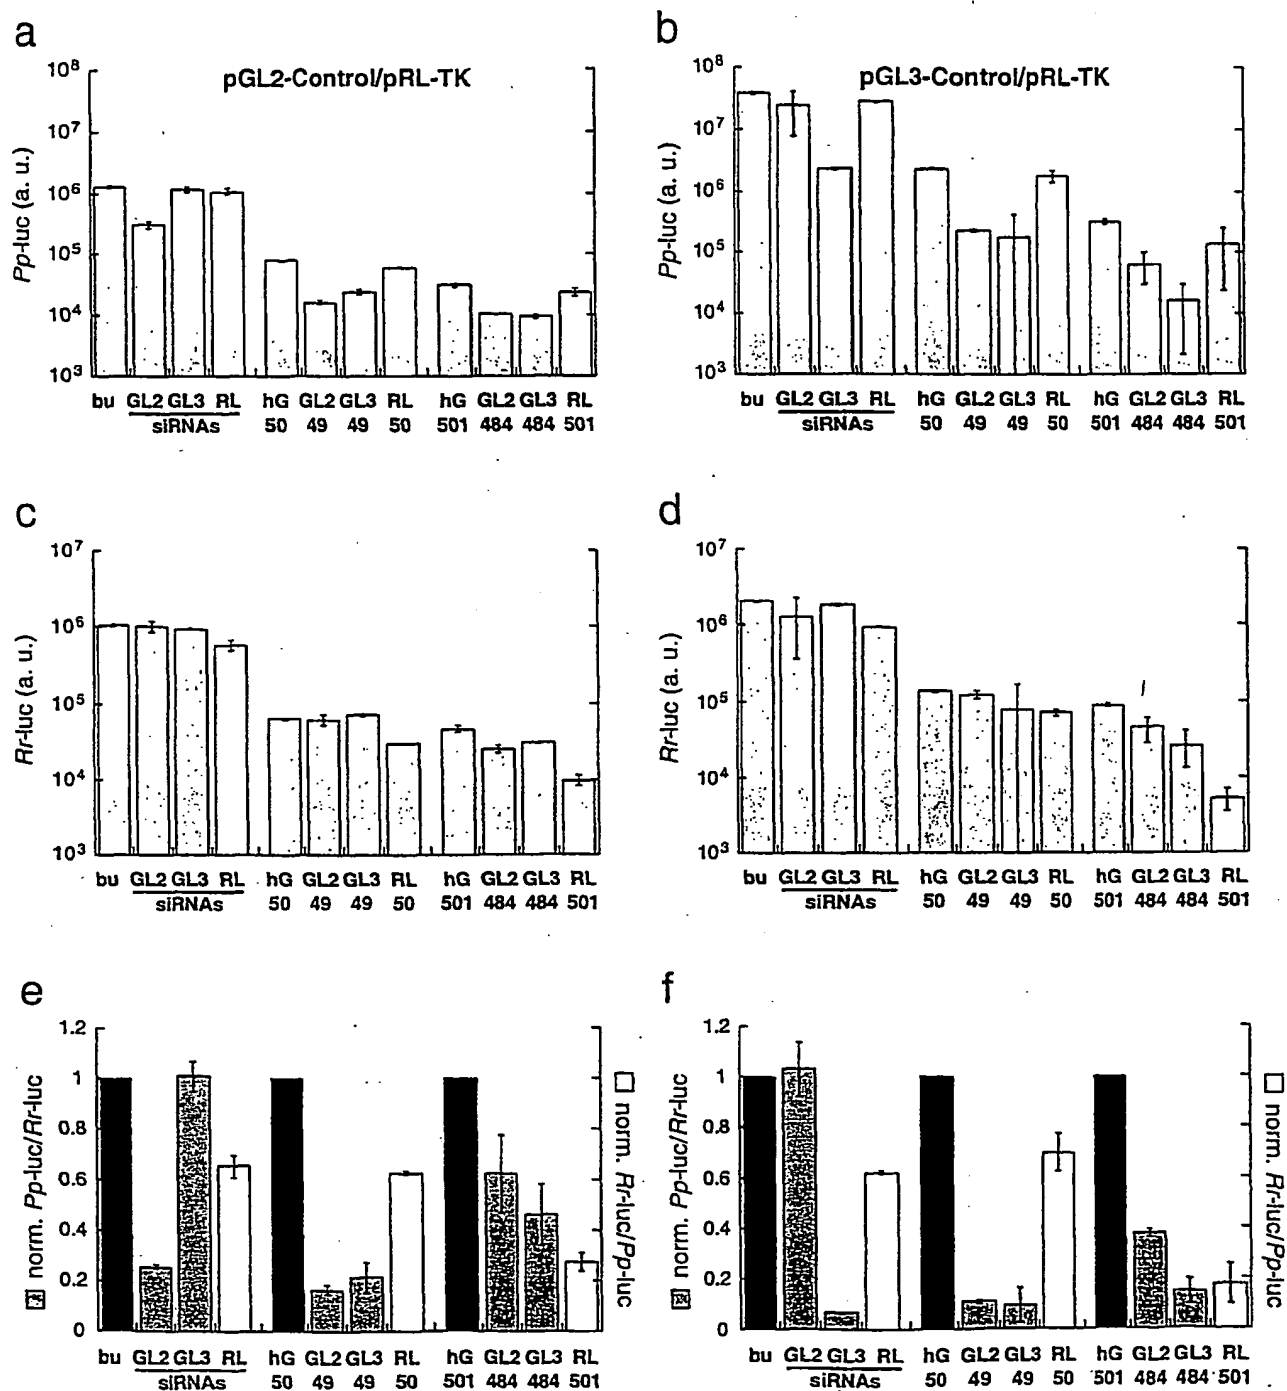 a
pGL2-Control/pRL-TK
Pp-luc (a. u.)
10⁸
10⁷
10⁶
10⁵
10⁴
10³
bu GL2 GL3 RL hG GL2 GL3 RL hG GL2 GL3 RL
siRNAs 50 49 49 50 501 484 484 501
b
pGL3-Control/pRL-TK
Pp-luc (a. u.)
10⁸
10⁷
10⁶
10⁵
10⁴
10³
bu GL2 GL3 RL hG GL2 GL3 RL hG GL2 GL3 RL
siRNAs 50 49 49 50 501 484 484 501
c
Rr-luc (a. u.)
10⁷
10⁶
10⁵
10⁴
10³
bu GL2 GL3 RL hG GL2 GL3 RL hG GL2 GL3 RL
siRNAs 50 49 49 50 501 484 484 501
d
Rr-luc (a. u.)
10⁷
10⁶
10⁵
10⁴
10³
bu GL2 GL3 RL hG GL2 GL3 RL hG GL2 GL3 RL
siRNAs 50 49 49 50 501 484 484 501
e
norm. Pp-luc/Rr-luc
1.2
1
0.8
0.6
0.4
0.2
0
norm. Rr-luc/Pp-luc
bu GL2 GL3 RL hG GL2 GL3 RL hG GL2 GL3 RL
siRNAs 50 49 49 50 501 484 484 501
f
norm. Pp-luc/Rr-luc
1.2
1
0.8
0.6
0.4
0.2
0
norm. Rr-luc/Pp-luc
bu GL2 GL3 RL hG GL2 GL3 RL hG GL2 GL3 RL
siRNAs 50 49 49 50 501 484 484 501